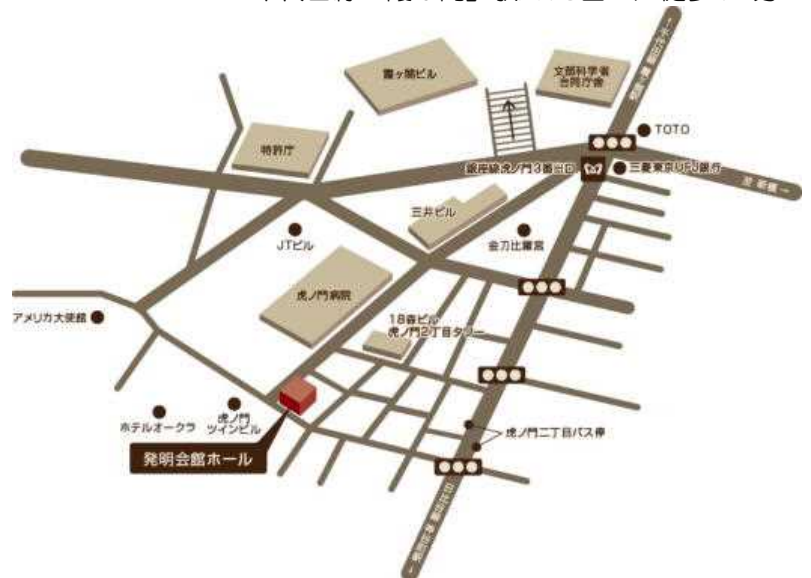 霞ヶ関ビル
文部科学省
合同庁舎
TOTO
特許庁
銀座線虎ノ門3番出口
三菱東京UFJ銀行
至 新橋→
三井ビル
JTビル
金刀比羅宮
虎ノ門病院
アメリカ大使館
18森ビル
虎ノ門2丁目タワー
ホテルオークラ
虎ノ門
ツインビル
虎ノ門二丁目バス停
発明会館ホール